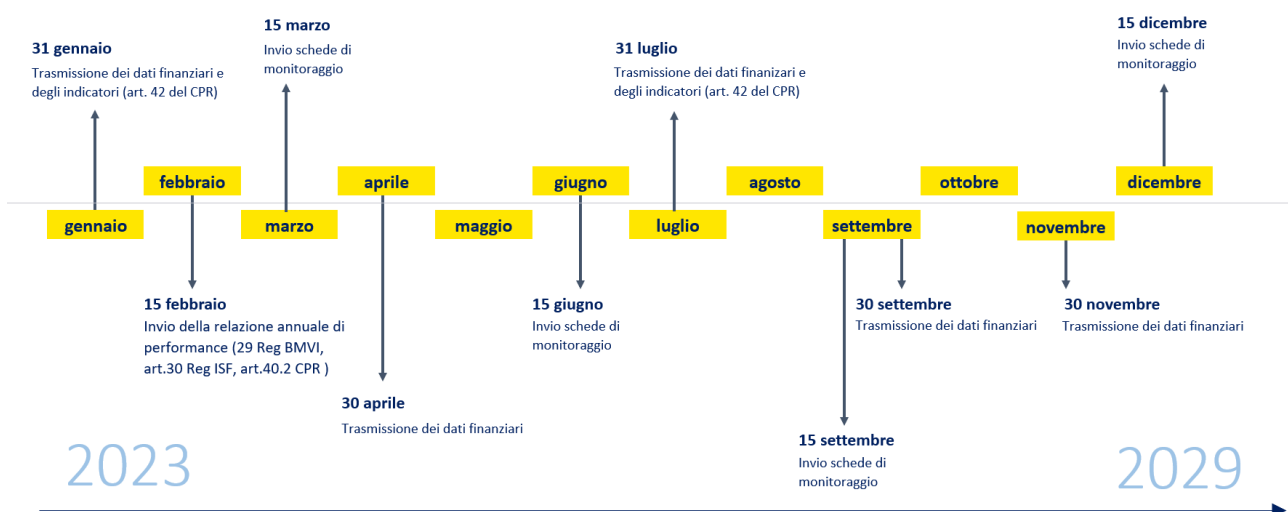 15 marzo
Invio schede di
monitoraggio
15 dicembre
Invio schede di
monitoraggio
31 gennaio
Trasmissione dei dati finanziari e
degli indicatori (art. 42 del CPR)
31 luglio
Trasmissione dei dati finanizari e
degli indicatori (art. 42 del CPR)
febbraio
aprile
giugno
agosto
ottobre
dicembre
gennaio
marzo
maggio
luglio
settembre
novembre
15 febbraio
Invio della relazione annuale di
performance (29 Reg BMVI,
art.30 Reg ISF, art.40.2 CPR )
15 giugno
Invio schede di
monitoraggio
30 settembre
Trasmissione dei dati finanziari
30 novembre
Trasmissione dei dati finanziari
30 aprile
Trasmissione dei dati finanziari
15 settembre
Invio schede di
monitoraggio
2023
2029